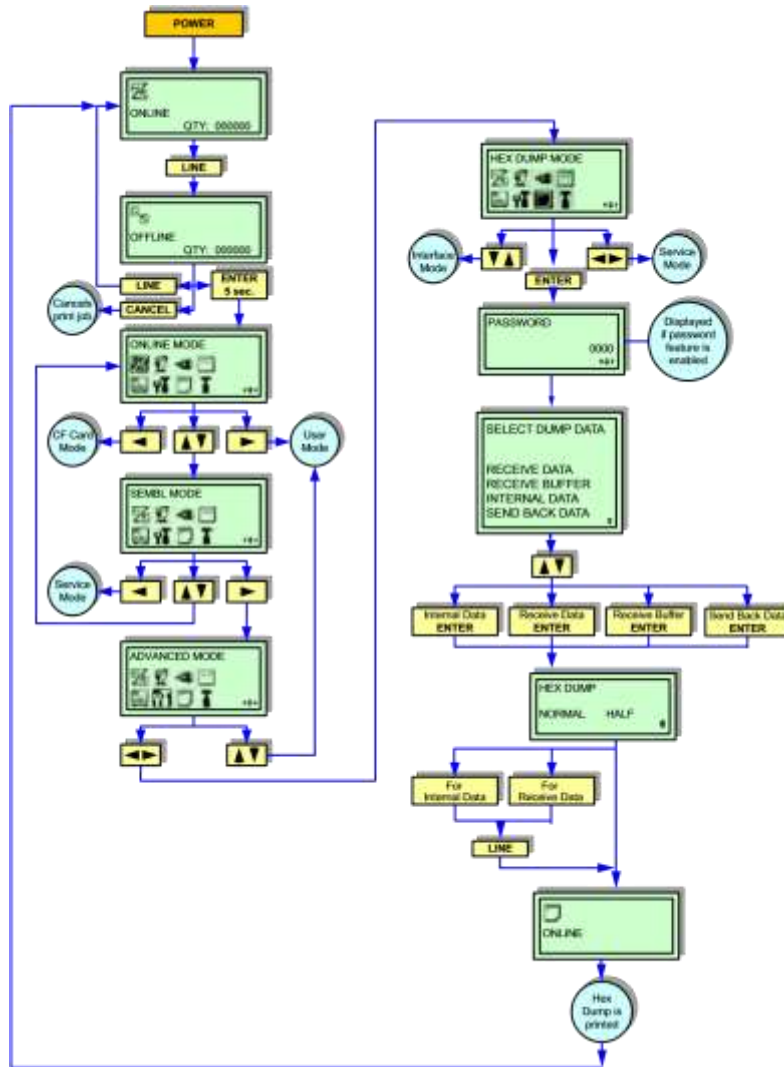 POWER
ONLINE
QTY: 000000
LINE
OFFLINE
QTY: 000000
LINE
ENTER
5 sec.
CANCEL
Cancels
print job
ONLINE MODE
CF Card
Mode
User
Mode
SEMBL MODE
Service
Mode
ADVANCED MODE
HEX DUMP MODE
Interface
Mode
Service
Mode
ENTER
PASSWORD
0000
Displayed
if password
feature is
enabled
SELECT DUMP DATA
RECEIVE DATA
RECEIVE BUFFER
INTERNAL DATA
SEND BACK DATA
Internal Data
ENTER
Receive Data
ENTER
Receive Buffer
ENTER
Send Back Data
ENTER
HEX DUMP
NORMAL HALF
For
Internal Data
For
Receive Data
LINE
ONLINE
Hex
Dump is
printed